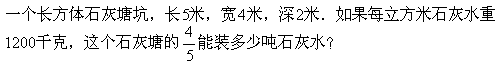 一个长方体石灰塘坑，长5米，宽4米，深2米．如果每立方米石灰水重
1200千克，这个石灰塘的4/5能装多少吨石灰水？